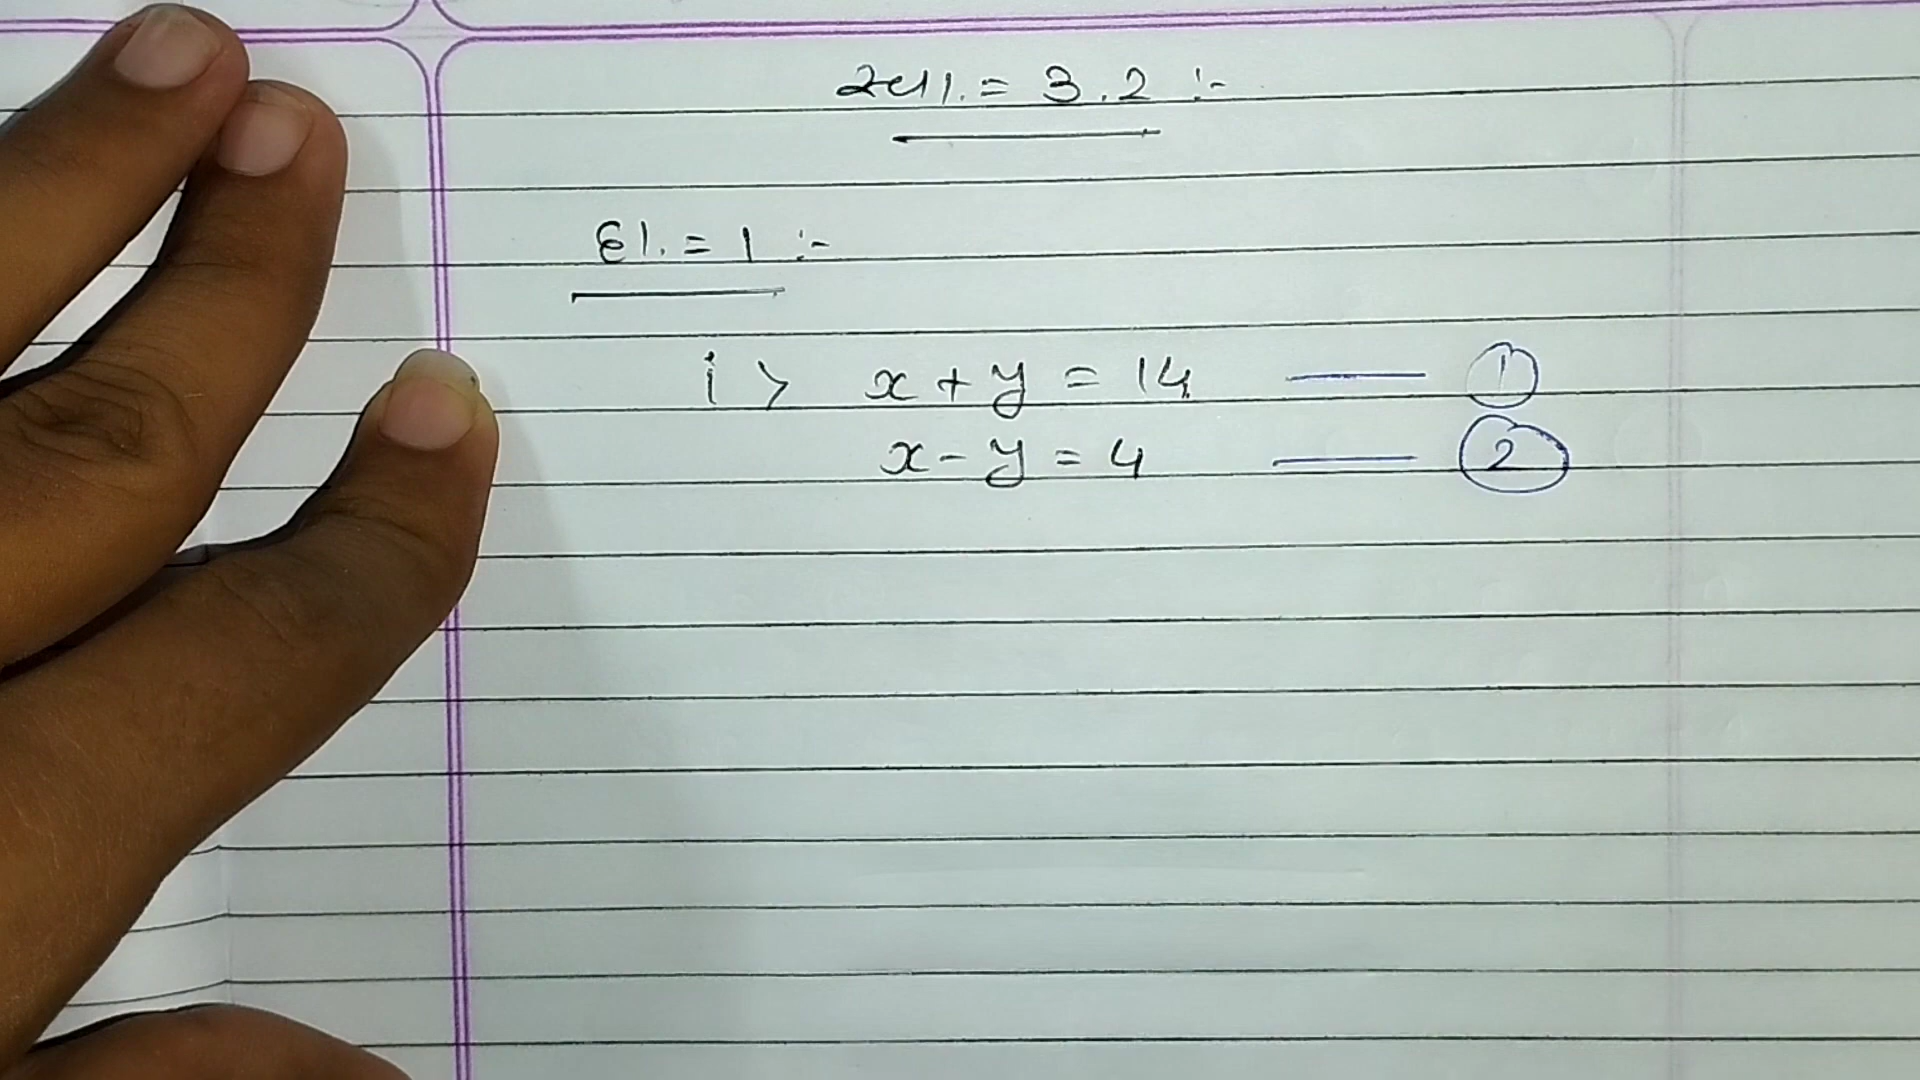 સ્વા. = 3.2 :-
દા. = 1 :-
i > x + y = 14 —— ①
x - y = 4 —— ②